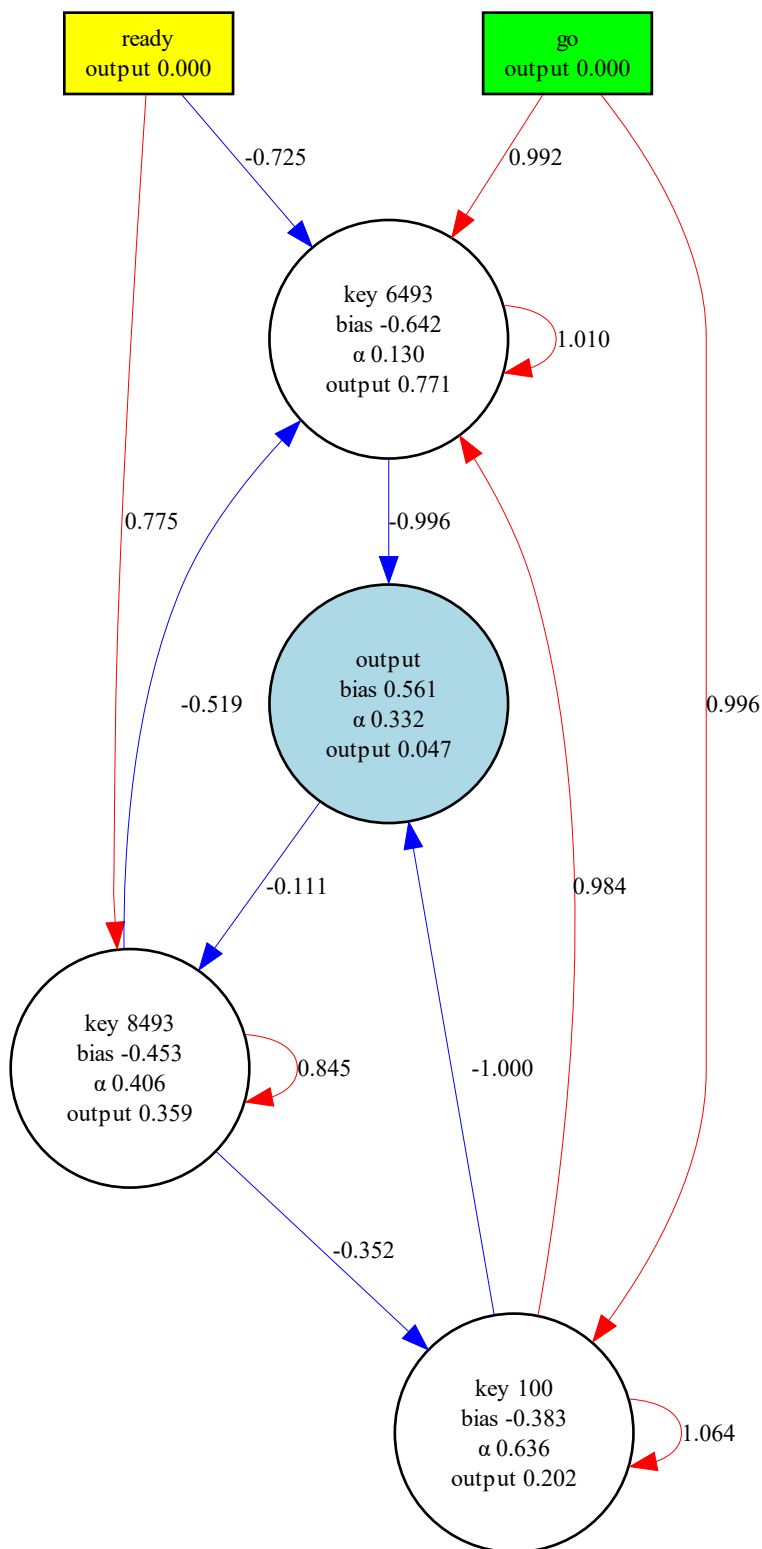 ready
output 0.000
go
output 0.000
-0.725
0.992
key 6493
bias -0.642
α 0.130
output 0.771
1.010
0.775
-0.996
output
bias 0.561
α 0.332
output 0.047
-0.519
0.996
-0.111
0.984
key 8493
bias -0.453
α 0.406
output 0.359
0.845
-1.000
-0.352
key 100
bias -0.383
α 0.636
output 0.202
1.064